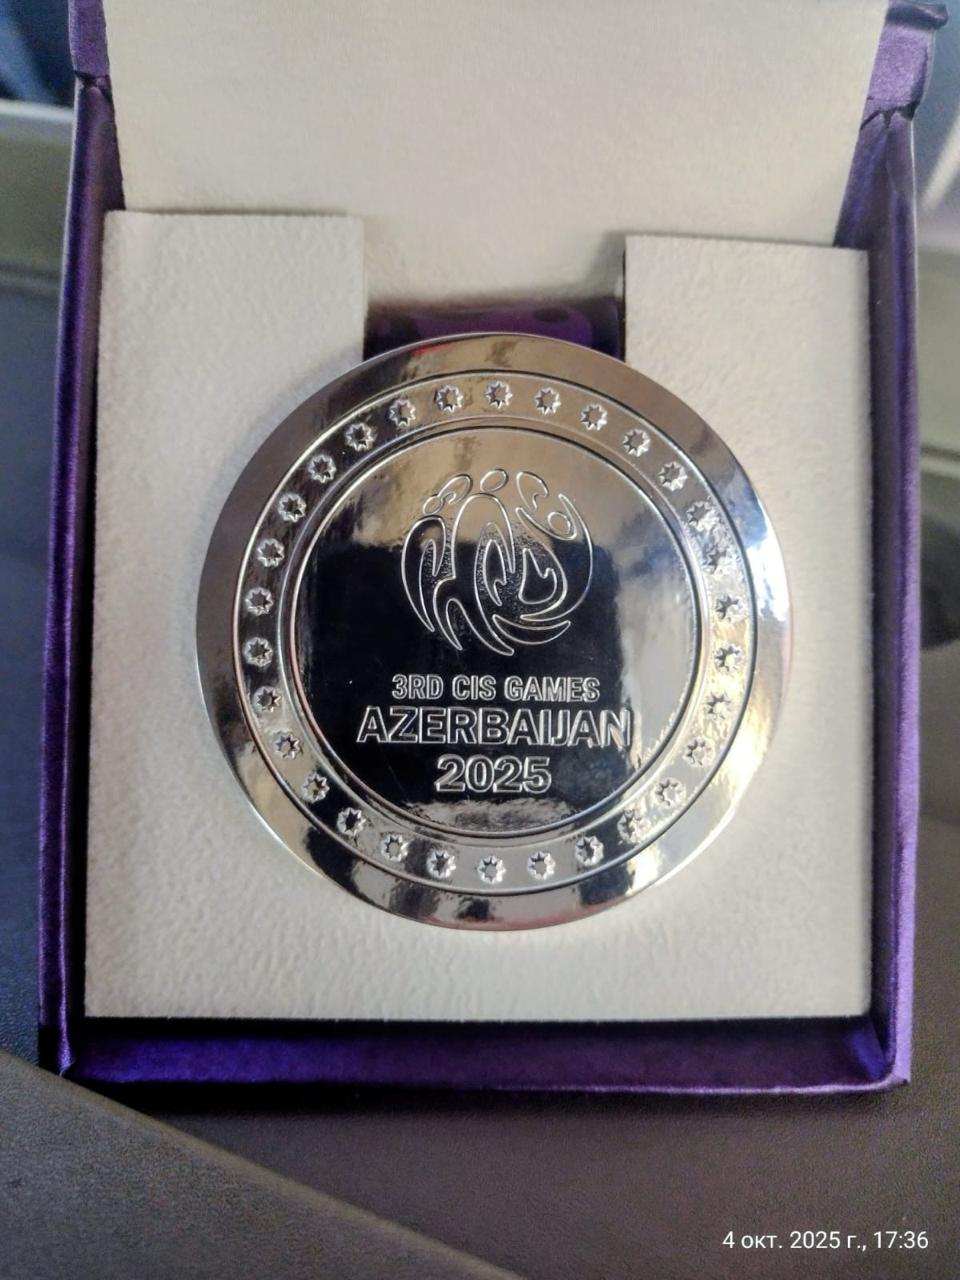 3RD CIS GAMES
AZERBAIJAN
2025
4 окт. 2025 г., 17:36